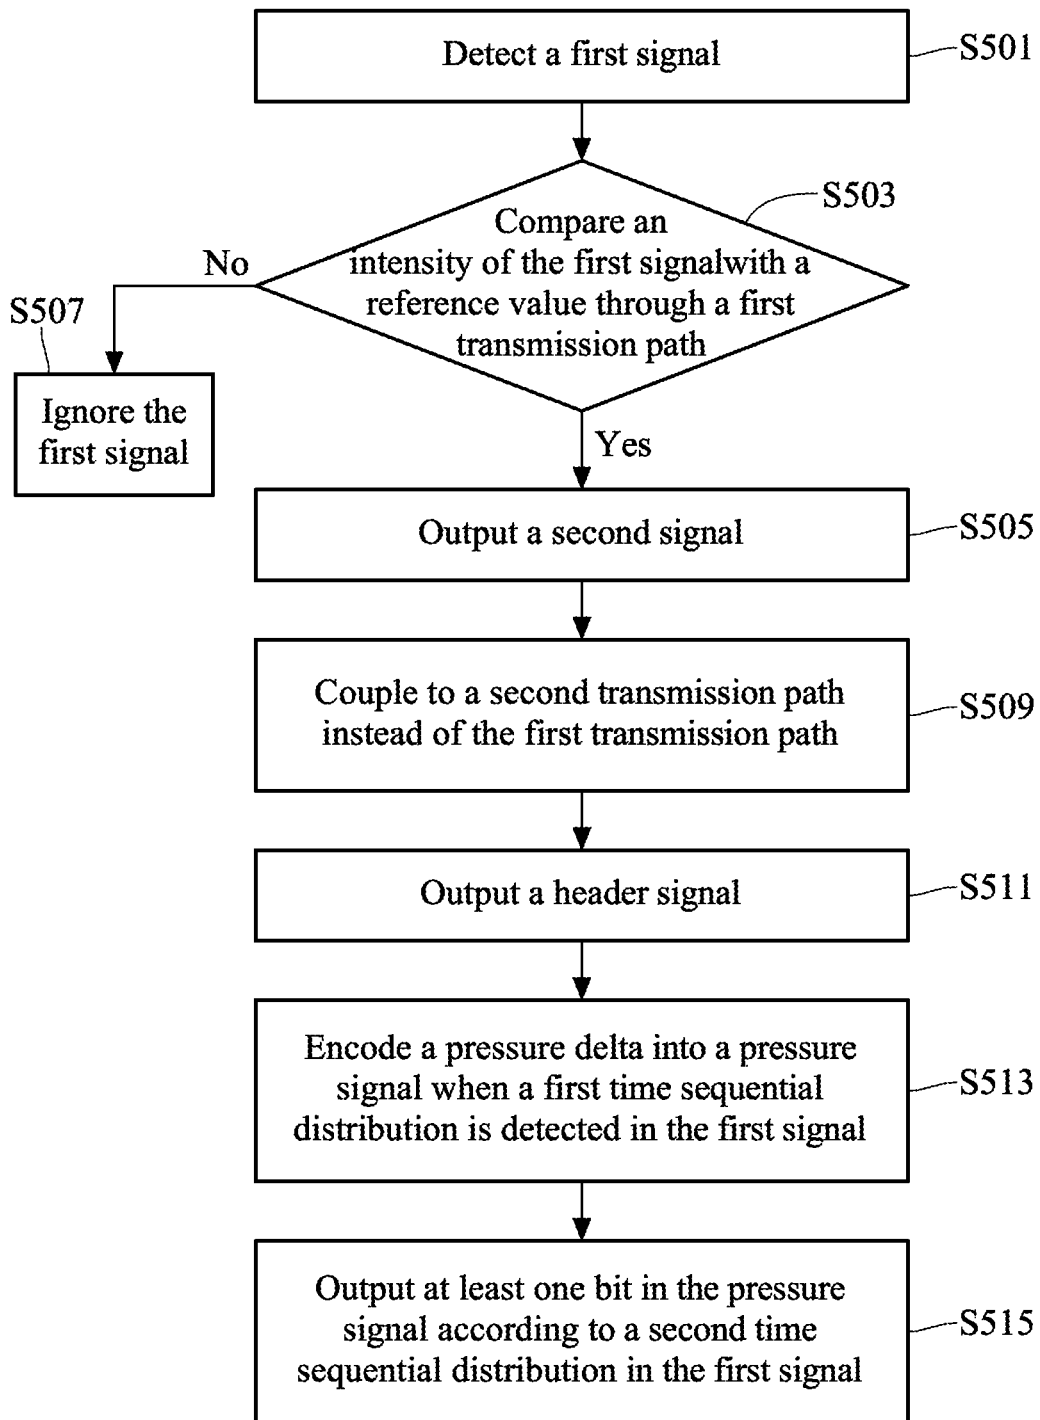 Detect a first signal
S501
S503
Compare an
intensity of the first signalwith a
reference value through a first
transmission path
No
S507
Ignore the
first signal
Yes
Output a second signal
S505
Couple to a second transmission path
instead of the first transmission path
S509
Output a header signal
S511
Encode a pressure delta into a pressure
signal when a first time sequential
distribution is detected in the first signal
S513
Output at least one bit in the pressure
signal according to a second time
sequential distribution in the first signal
S515